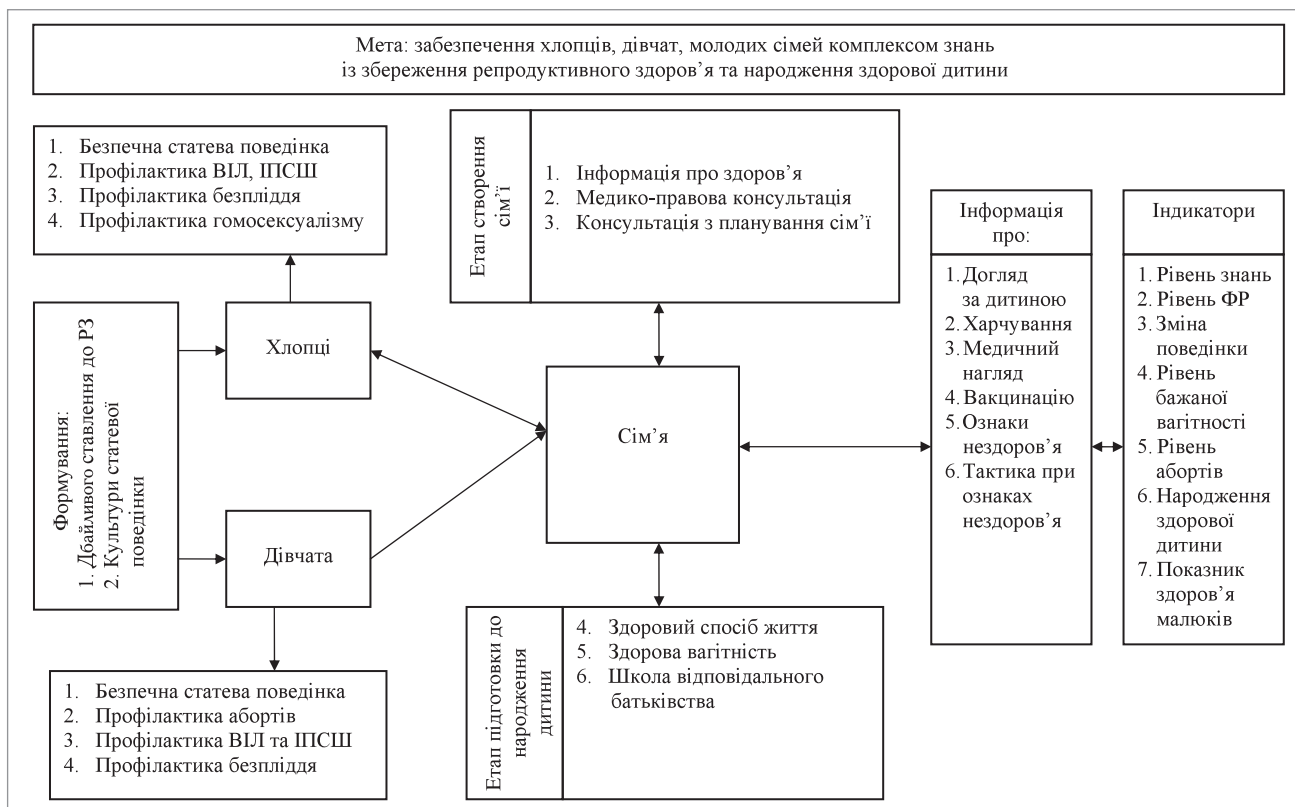 Мета: забезпечення хлопців, дівчат, молодих сімей комплексом знань
із збереження репродуктивного здоров’я та народження здорової дитини
1. Безпечна статева поведінка
2. Профілактика ВІЛ, ІПСШ
3. Профілактика безпліддя
4. Профілактика гомосексуалізму
Формування:
1. Дбайливого ставлення до РЗ
2. Культури статевої
поведінки
Хлопці
Дівчата
1. Безпечна статева поведінка
2. Профілактика абортів
3. Профілактика ВІЛ та ІПСШ
4. Профілактика безпліддя
Етап створення
сім’ї
1. Інформація про здоров’я
2. Медико-правова консультація
3. Консультація з планування сім’ї
Сім’я
Етап підготовки до
народження
дитини
4. Здоровий спосіб життя
5. Здорова вагітність
6. Школа відповідального
батьківства
Інформація
про:
1. Догляд
за дитиною
2. Харчування
3. Медичний
нагляд
4. Вакцинацію
5. Ознаки
нездоров’я
6. Тактика при
ознаках
нездоров’я
Індикатори
1. Рівень знань
2. Рівень ФР
3. Зміна
поведінки
4. Рівень
бажаної
вагітності
5. Рівень
абортів
6. Народження
здорової
дитини
7. Показник
здоров’я
малюків